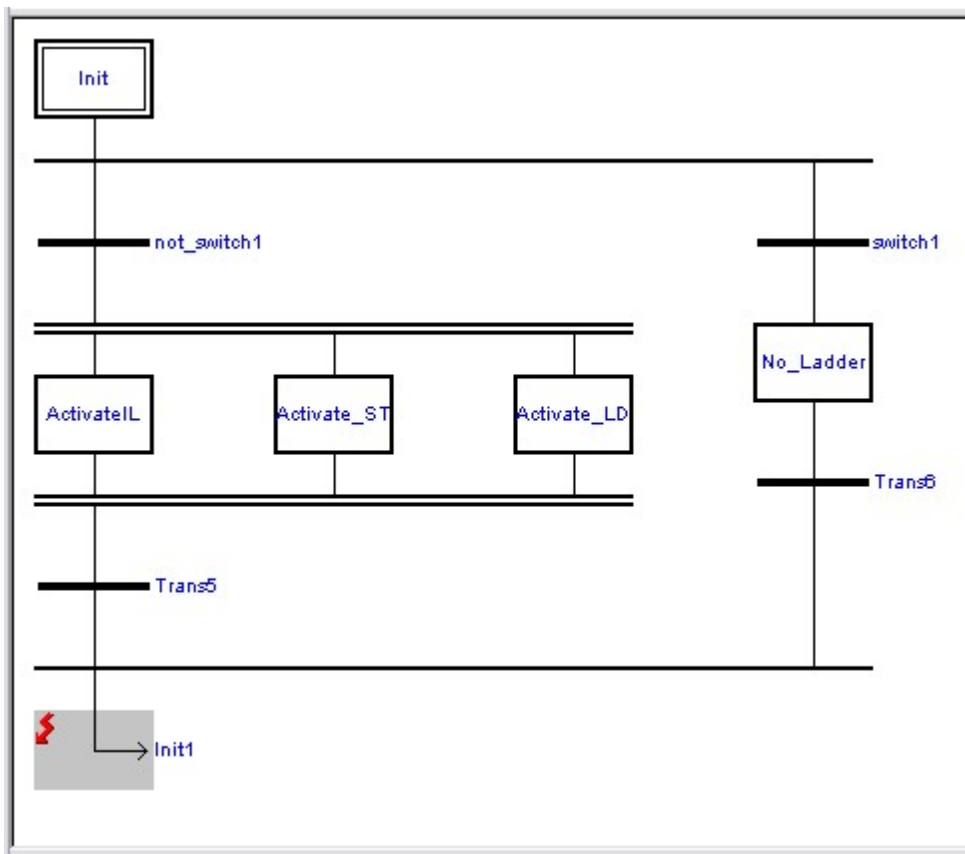 Init
not_switch1
switch1
No_Ladder
ActivateIL
Activate_ST
Activate_LD
Trans6
Trans5
Init1